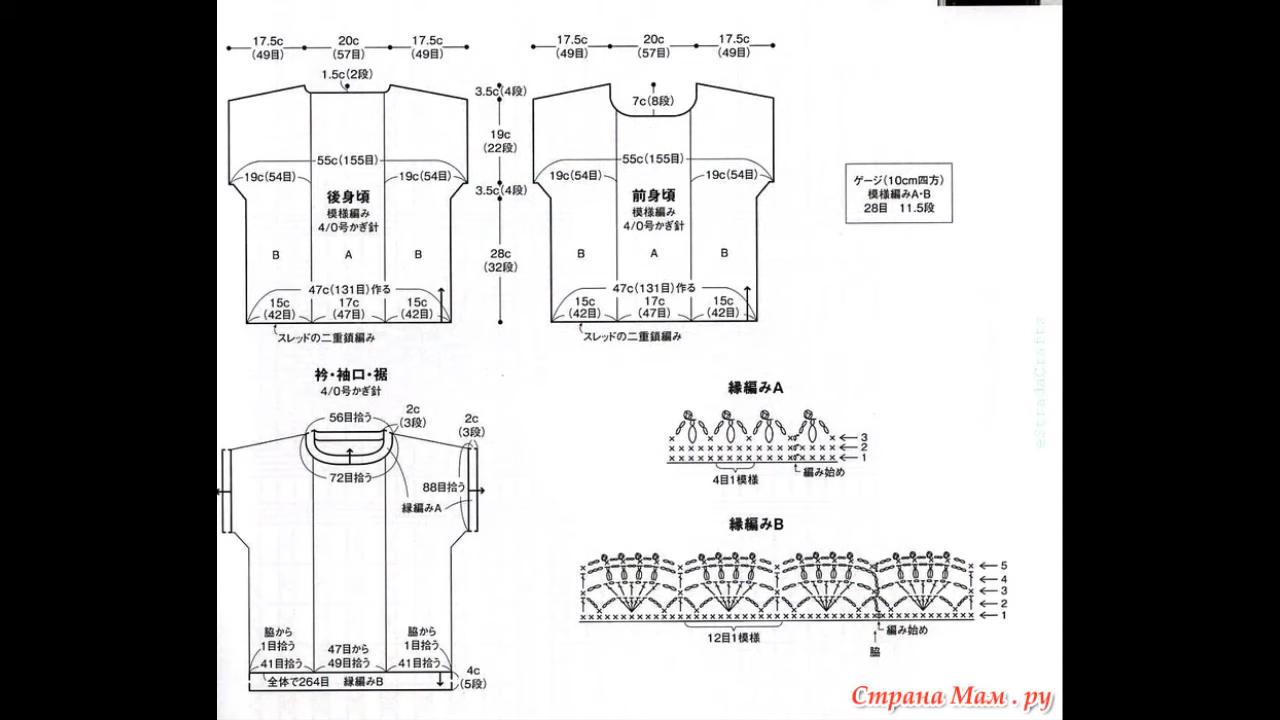 17.5c 20c 17.5c
(49目) (57目) (49目)
1.5c(2段)
55c(155目)
19c(54目) 19c(54目)
後身頃
模様編み
4/0号かぎ針
B A B
47c(131目)作る
15c 17c 15c
(42目) (47目) (42目)
スレッドの二重鎖編み
3.5c(4段)
19c
(22段)
3.5c(4段)
28c
(32段)
17.5c 20c 17.5c
(49目) (57目) (49目)
7c(8段)
55c(155目)
19c(54目) 19c(54目)
前身頃
模様編み
4/0号かぎ針
B A B
47c(131目)作る
15c 17c 15c
(42目) (47目) (42目)
スレッドの二重鎖編み
ゲージ(10cm四方)
模様編みA・B
28目 11.5段
衿・袖口・裾
4/0号かぎ針
56目拾う
2c
(3段)
2c
(3段)
72目拾う
88目拾う
縁編みA
脇から
1目拾う
41目拾う
47目から
49目拾う
脇から
1目拾う
41目拾う
全体で264目 縁編みB
4c
(5段)
縁編みA
3
2
1
4目1模様
編み始め
縁編みB
5
4
3
2
1
12目1模様
編み始め
脇
eStradaCrafts
Страна Мам . ру